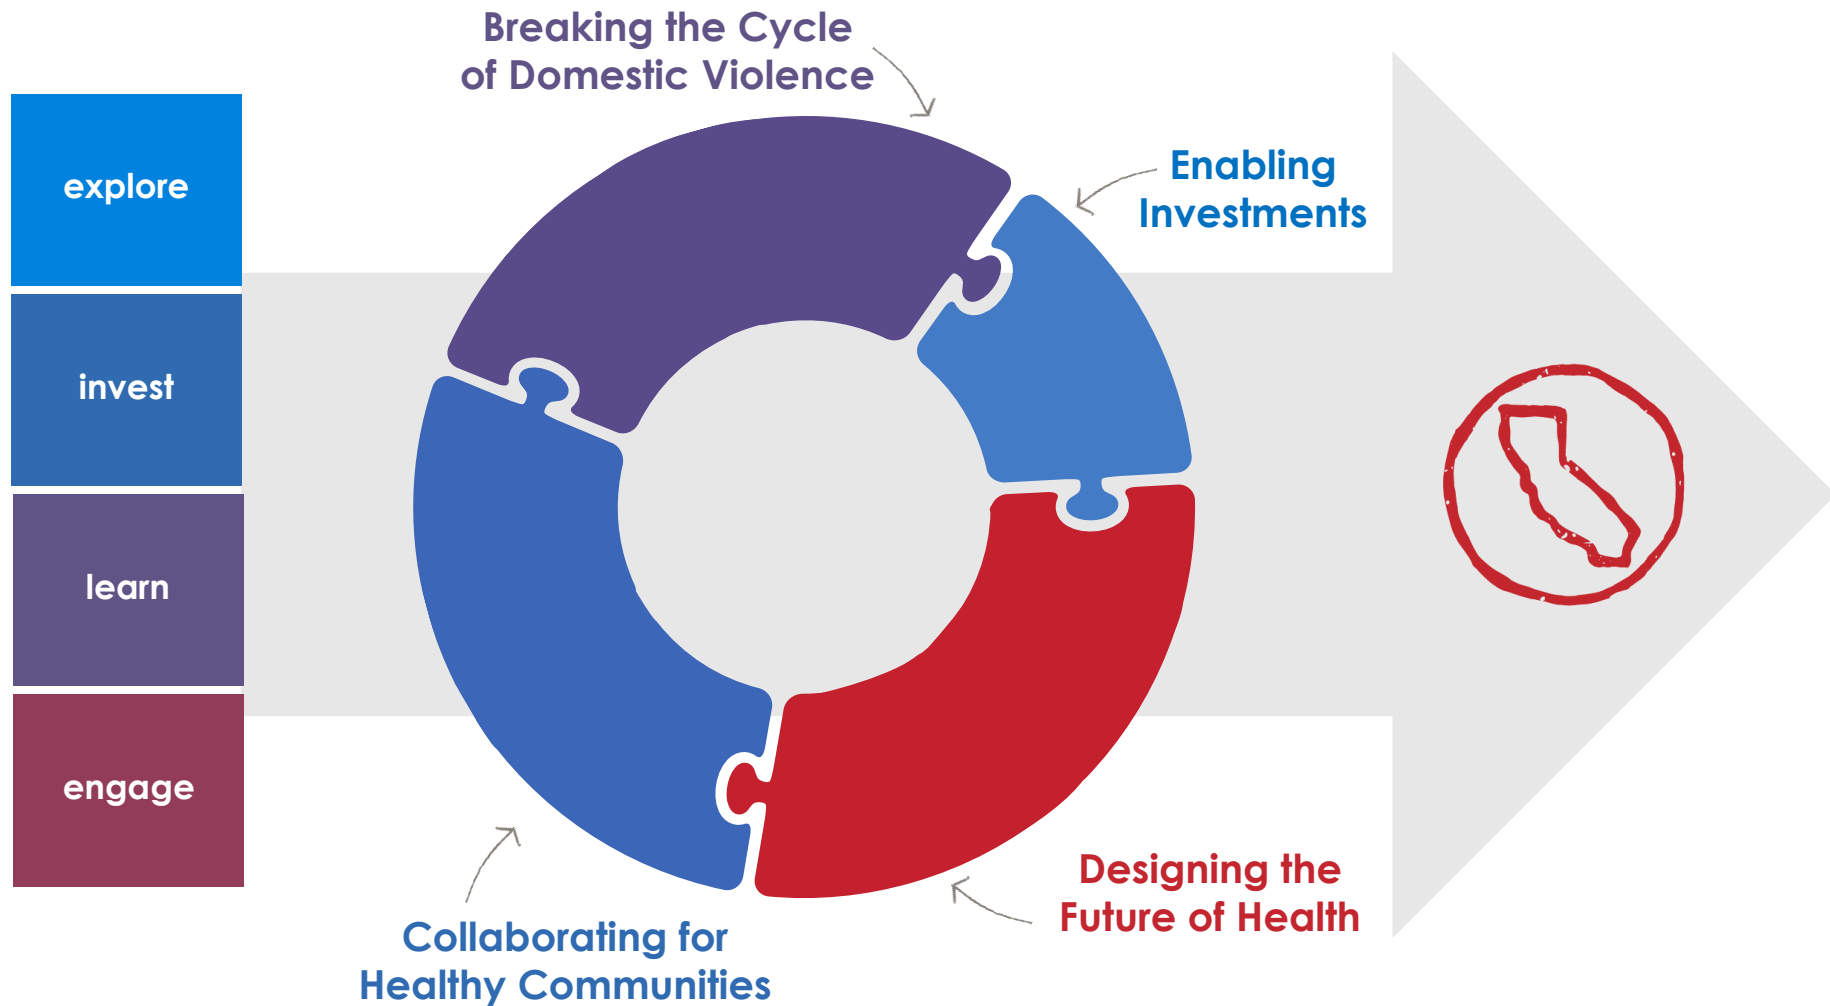 Breaking the Cycle
of Domestic Violence
Enabling
Investments
explore
invest
learn
engage
Designing the
Future of Health
Collaborating for
Healthy Communities